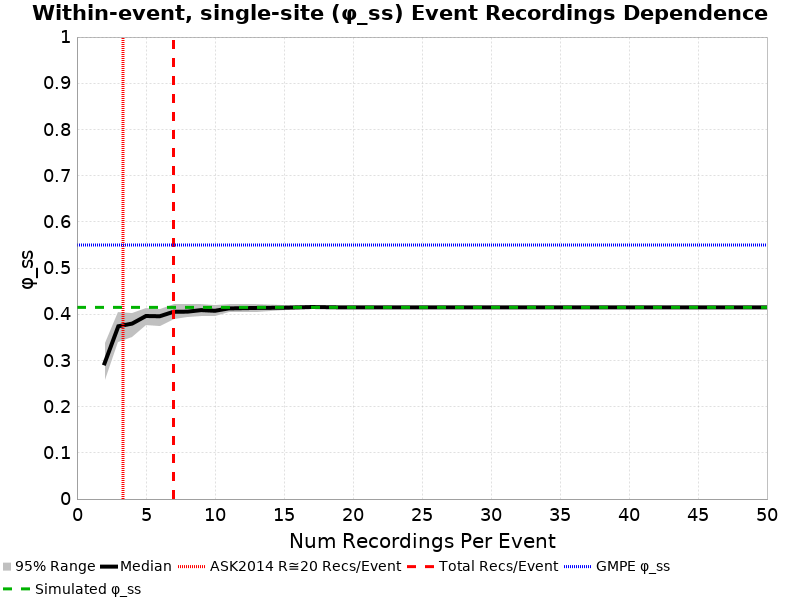 Within-event, single-site (φ_ss) Event Recordings Dependence
1
0.9
0.8
0.7
0.6
0.5
0.4
0.3
0.2
0.1
0
φ_ss
0 5 10 15 20 25 30 35 40 45 50
Num Recordings Per Event
95% Range Median ASK2014 R≅20 Recs/Event Total Recs/Event GMPE φ_ss
Simulated φ_ss